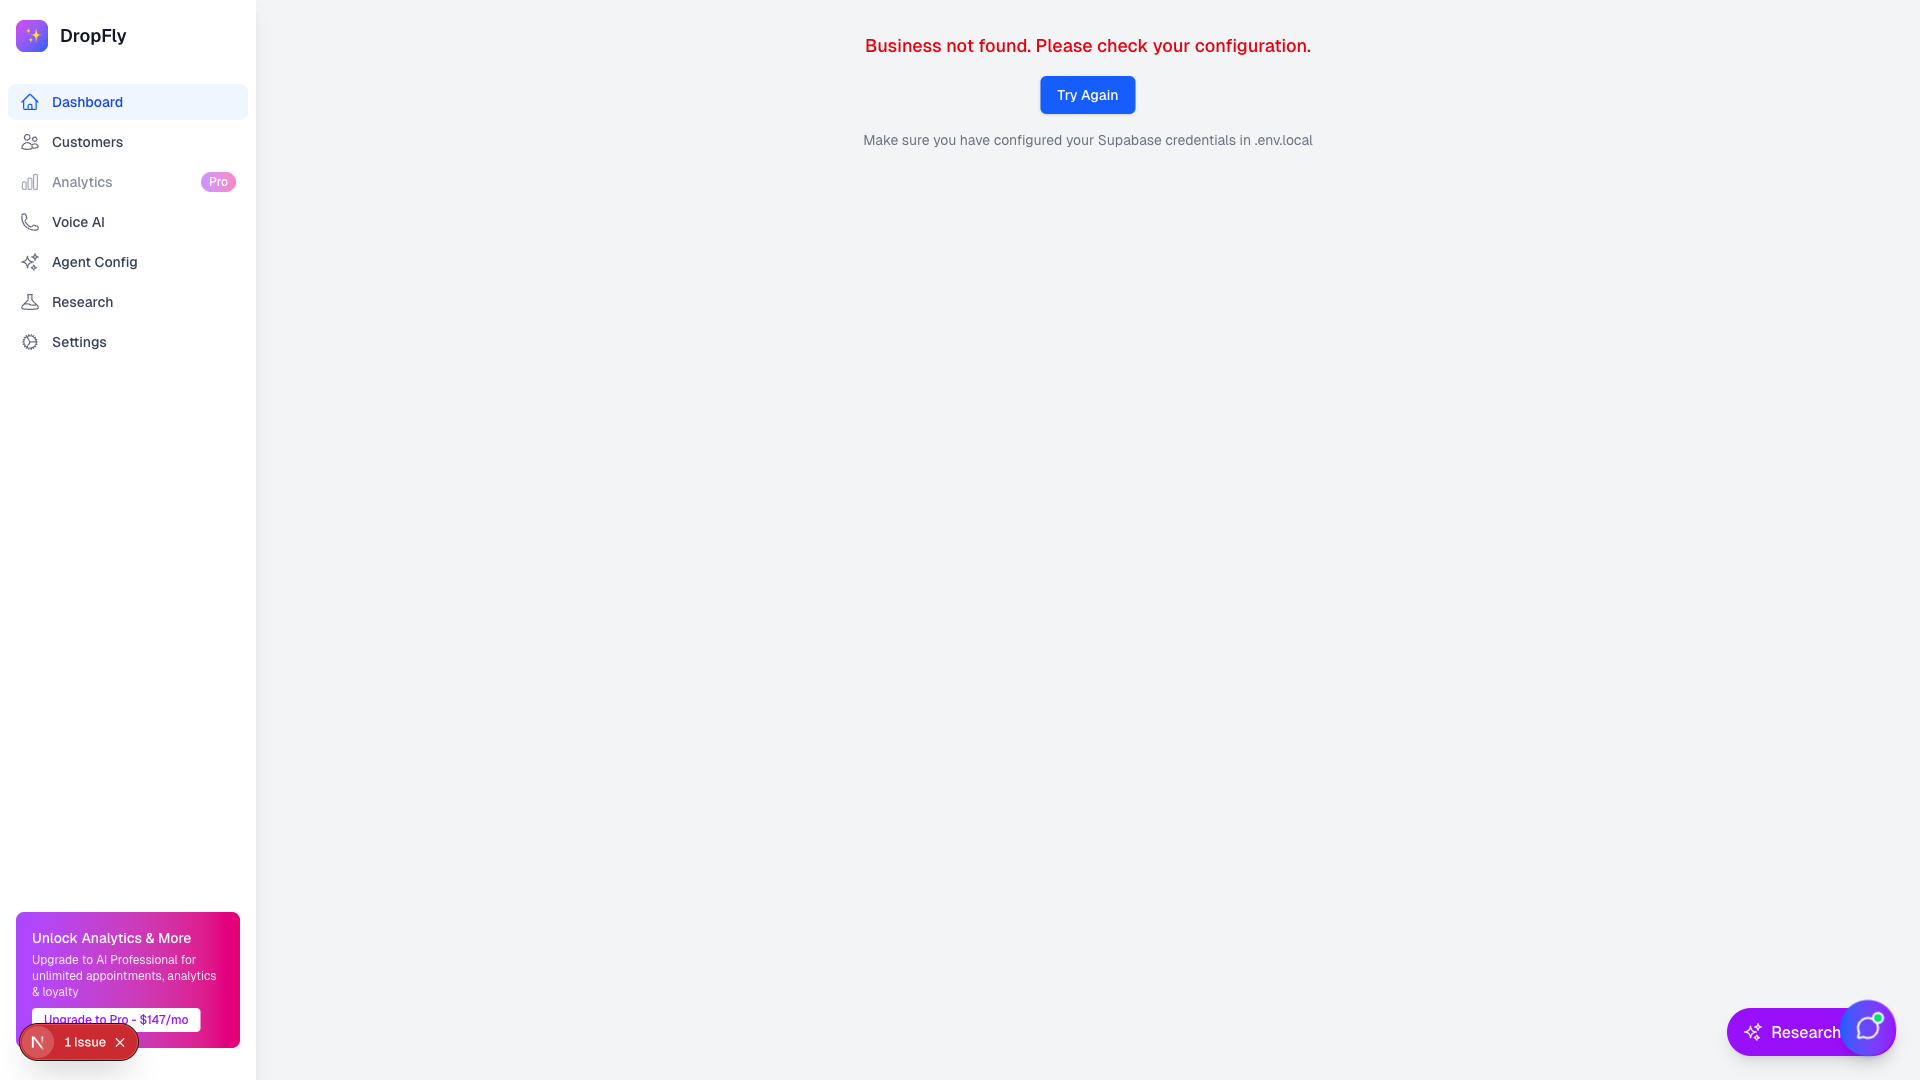 DropFly
Dashboard
Customers
Analytics
Pro
Voice AI
Agent Config
Research
Settings
Business not found. Please check your configuration.
Try Again
Make sure you have configured your Supabase credentials in .env.local
Unlock Analytics & More
Upgrade to AI Professional for
unlimited appointments, analytics
& loyalty
Upgrade to Pro - $147/mo
N
1 Issue
Research